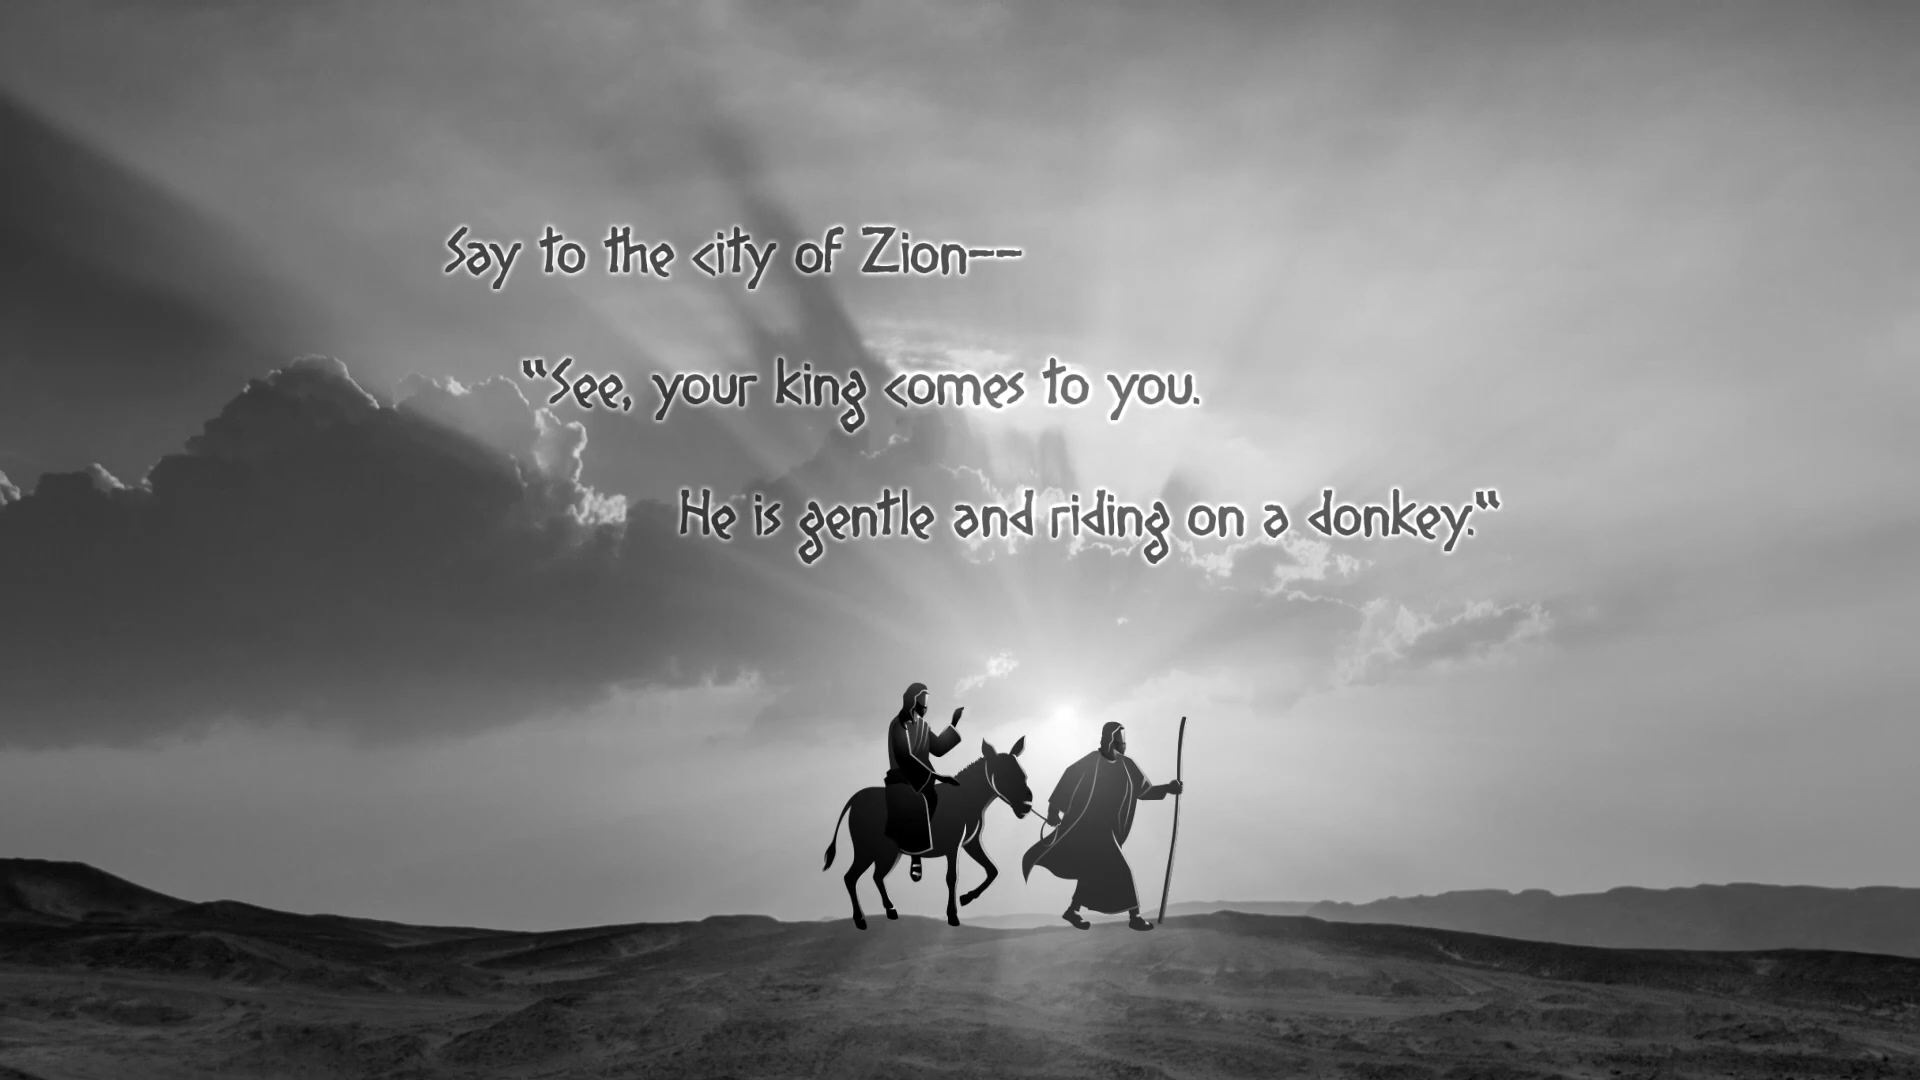 Say to the city of Zion--
"See, your king comes to you.
He is gentle and riding on a donkey."